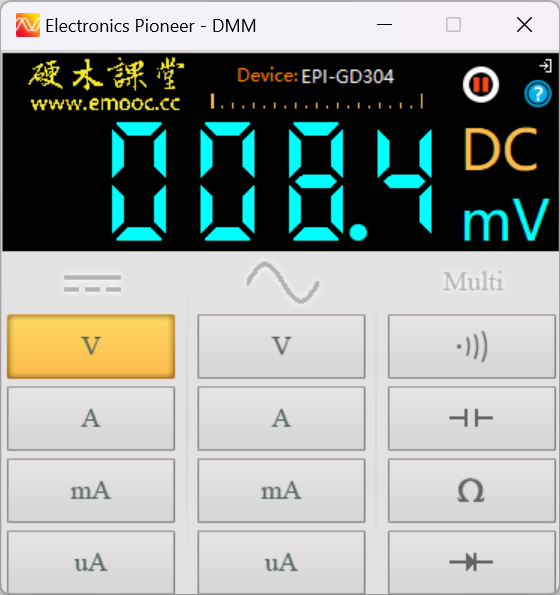 Electronics Pioneer - DMM
硬木課堂
www.emooc.cc
Device: EPI-GD304
?
008.4
DC
mV
Multi
V
V
A
A
mA
mA
Ω
uA
uA